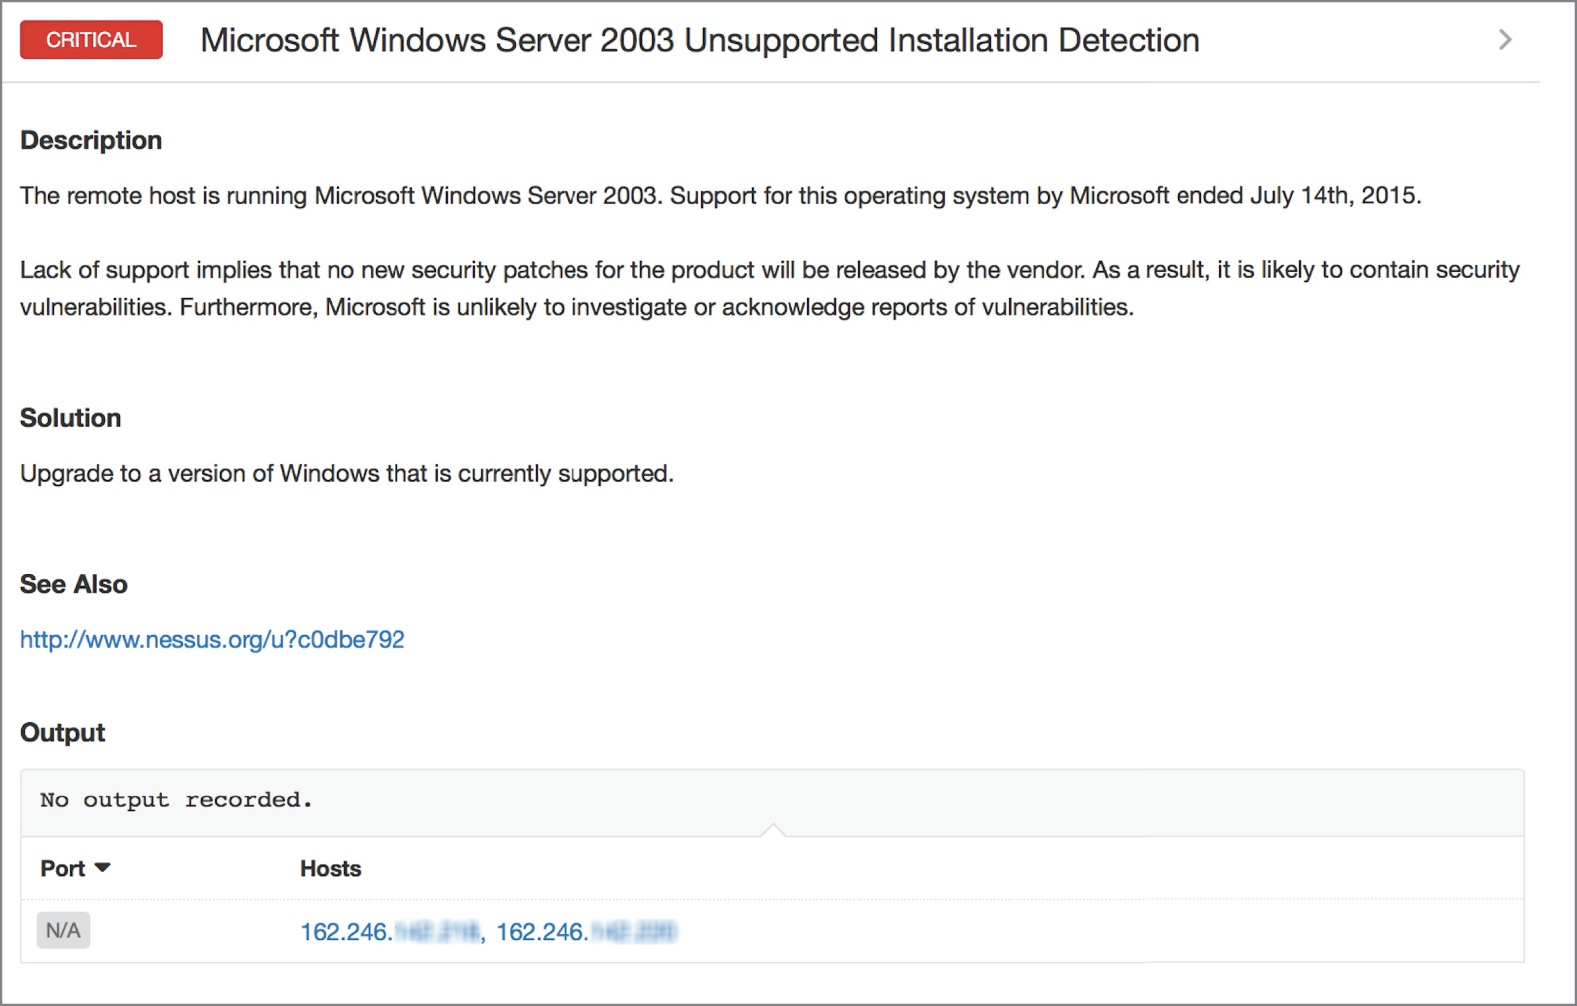 CRITICAL Microsoft Windows Server 2003 Unsupported Installation Detection
Description
The remote host is running Microsoft Windows Server 2003. Support for this operating system by Microsoft ended July 14th, 2015.
Lack of support implies that no new security patches for the product will be released by the vendor. As a result, it is likely to contain security
vulnerabilities. Furthermore, Microsoft is unlikely to investigate or acknowledge reports of vulnerabilities.
Solution
Upgrade to a version of Windows that is currently supported.
See Also
http://www.nessus.org/u?c0dbe792
Output
No output recorded.
Port Hosts
N/A 162.246. , 162.246.